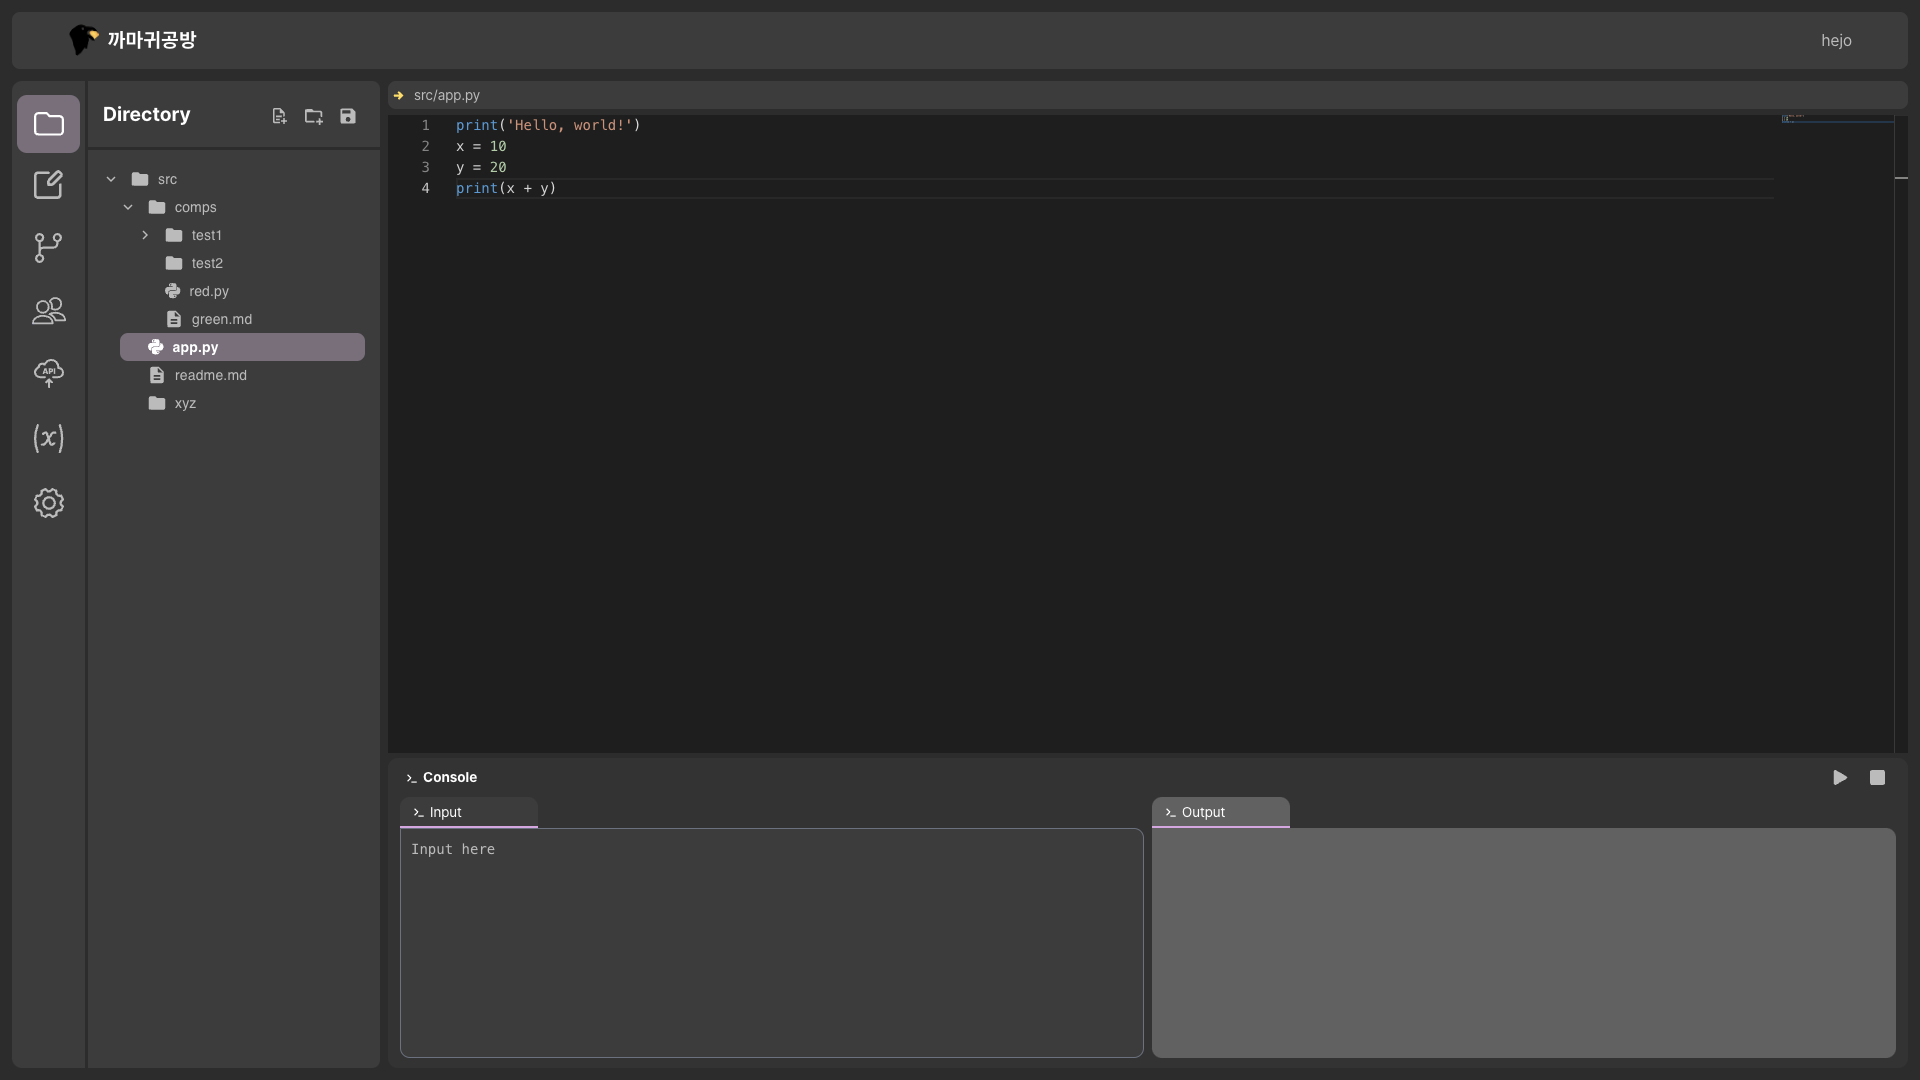 까마귀공방
hejo
Directory
src
comps
test1
test2
red.py
green.md
app.py
readme.md
xyz
API
(x)
src/app.py
1 print('Hello, world!')
2 x = 10
3 y = 20
4 print(x + y)
Console
Input
Input here
Output